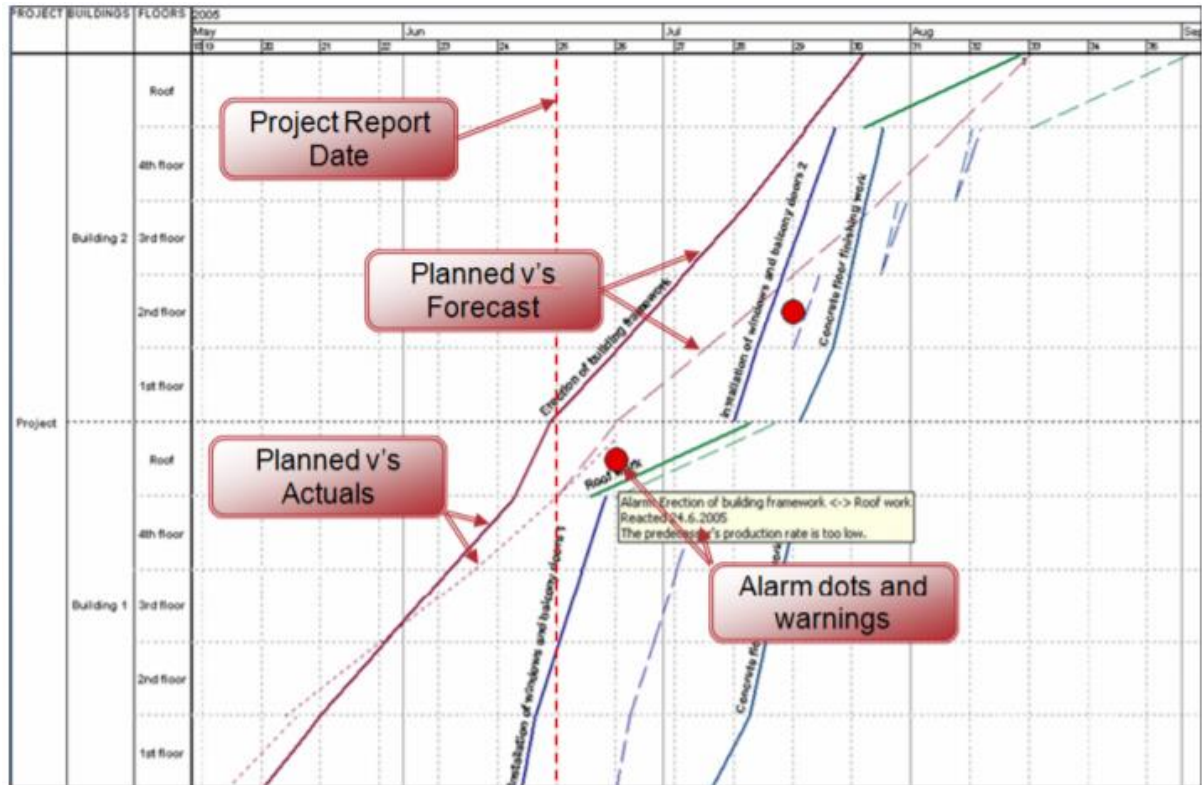 PROJECT BUILDINGS FLOORS 2005
May Jun Jul Aug Sep
18 19 20 21 22 23 24 25 26 27 28 29 30 31 32 33 34 35
Roof
Project Report
Date
4th floor
Building 2
3rd floor
Planned v's
Forecast
2nd floor
1st floor
Erection of building framework
Installation of windows and balcony doors 2
Concrete floor finishing work
Project
Roof
Planned v's
Actuals
Roof work
Alarm: Erection of building framework <-> Roof work
Reacted 24.6.2005
The predecessor's production rate is too low.
4th floor
Alarm dots and
warnings
Building 1
3rd floor
2nd floor
1st floor
Installation of windows and balcony doors